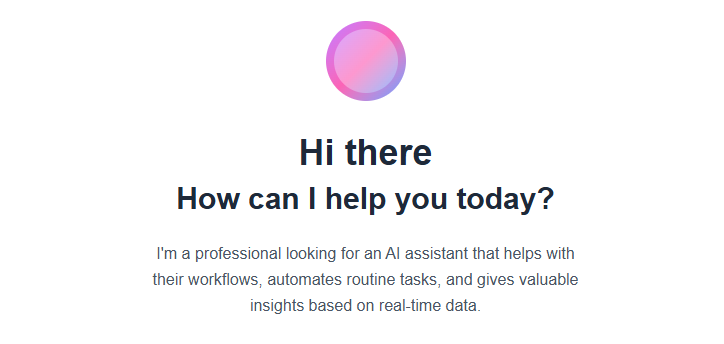 Hi there
How can I help you today?
I'm a professional looking for an AI assistant that helps with
their workflows, automates routine tasks, and gives valuable
insights based on real-time data.